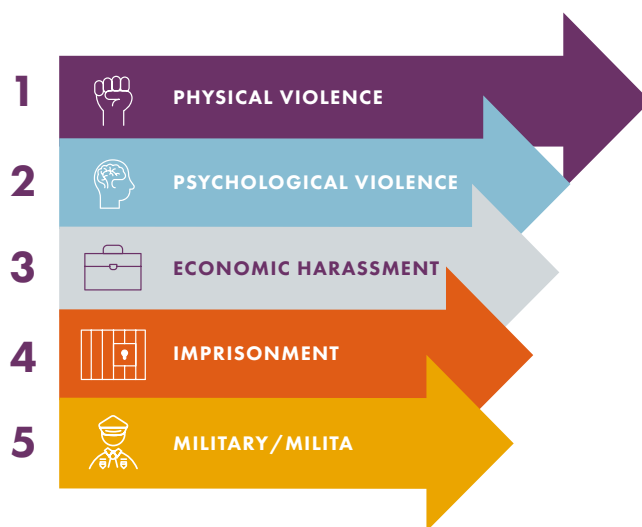 1
PHYSICAL VIOLENCE
2
PSYCHOLOGICAL VIOLENCE
3
ECONOMIC HARASSMENT
4
IMPRISONMENT
5
MILITARY/MILITA